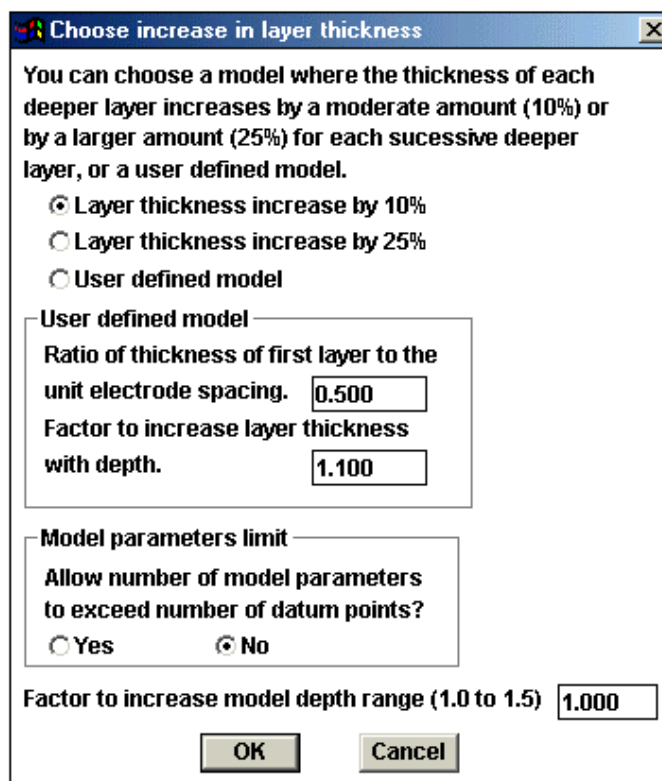 Choose increase in layer thickness
You can choose a model where the thickness of each
deeper layer increases by a moderate amount (10%) or
by a larger amount (25%) for each sucessive deeper
layer, or a user defined model.
Layer thickness increase by 10%
Layer thickness increase by 25%
User defined model
User defined model
Ratio of thickness of first layer to the
unit electrode spacing. 0.500
Factor to increase layer thickness
with depth. 1.100
Model parameters limit
Allow number of model parameters
to exceed number of datum points?
Yes No
Factor to increase model depth range (1.0 to 1.5) 1.000
OK Cancel